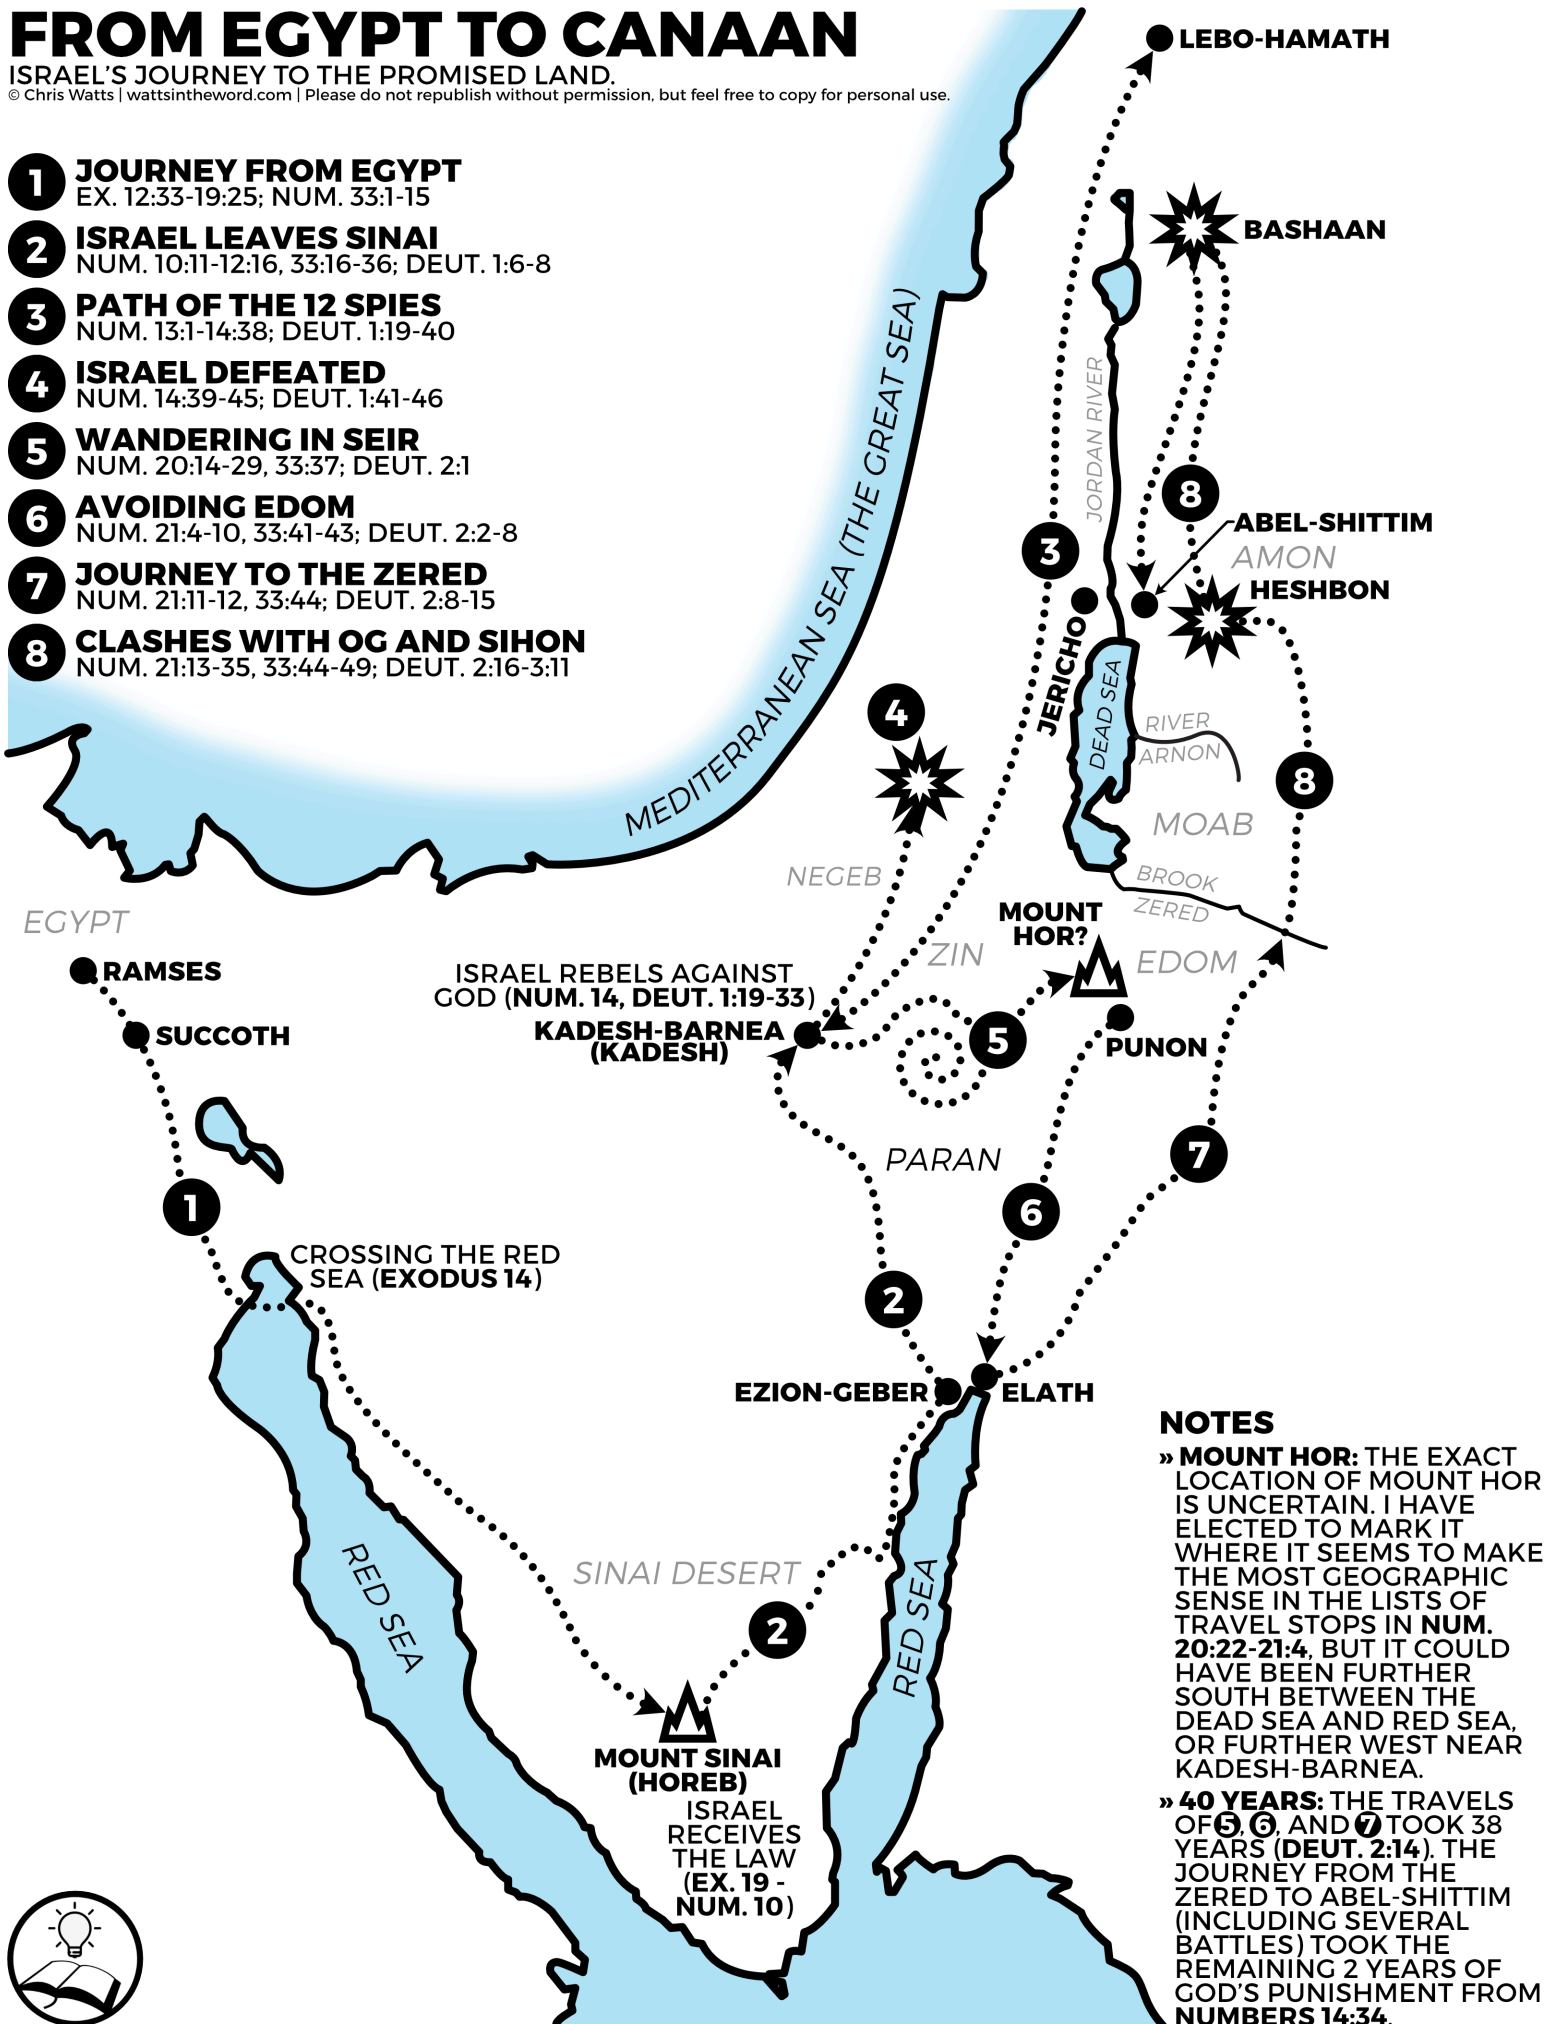 FROM EGYPT TO CANAAN
ISRAEL'S JOURNEY TO THE PROMISED LAND.
© Chris Watts | wattsintheword.com | Please do not republish without permission, but feel free to copy for personal use.
1 JOURNEY FROM EGYPT
EX. 12:33-19:25; NUM. 33:1-15
2 ISRAEL LEAVES SINAI
NUM. 10:11-12:16, 33:16-36; DEUT. 1:6-8
3 PATH OF THE 12 SPIES
NUM. 13:1-14:38; DEUT. 1:19-40
4 ISRAEL DEFEATED
NUM. 14:39-45; DEUT. 1:41-46
5 WANDERING IN SEIR
NUM. 20:14-29, 33:37; DEUT. 2:1
6 AVOIDING EDOM
NUM. 21:4-10, 33:41-43; DEUT. 2:2-8
7 JOURNEY TO THE ZERED
NUM. 21:11-12, 33:44; DEUT. 2:8-15
8 CLASHES WITH OG AND SIHON
NUM. 21:13-35, 33:44-49; DEUT. 2:16-3:11
LEBO-HAMATH
BASHAAN
MEDITERRANEAN SEA (THE GREAT SEA)
JORDAN RIVER
8
ABEL-SHITTIM
3
AMON
HESHBON
JERICHO
DEAD SEA
4
RIVER
ARNON
8
MOAB
NEGEB
BROOK
ZERED
EGYPT
MOUNT
HOR?
ZIN
EDOM
RAMSES
ISRAEL REBELS AGAINST
GOD (NUM. 14, DEUT. 1:19-33)
SUCCOTH
KADESH-BARNEA
(KADESH)
5
PUNON
PARAN
7
1
6
CROSSING THE RED
SEA (EXODUS 14)
2
EZION-GEBER
ELATH
RED SEA
SINAI DESERT
RED SEA
2
MOUNT SINAI
(HOREB)
ISRAEL
RECEIVES
THE LAW
(EX. 19 -
NUM. 10)
NOTES
» MOUNT HOR: THE EXACT
LOCATION OF MOUNT HOR
IS UNCERTAIN. I HAVE
ELECTED TO MARK IT
WHERE IT SEEMS TO MAKE
THE MOST GEOGRAPHIC
SENSE IN THE LISTS OF
TRAVEL STOPS IN NUM.
20:22-21:4, BUT IT COULD
HAVE BEEN FURTHER
SOUTH BETWEEN THE
DEAD SEA AND RED SEA,
OR FURTHER WEST NEAR
KADESH-BARNEA.
» 40 YEARS: THE TRAVELS
OF 5, 6, AND 7 TOOK 38
YEARS (DEUT. 2:14). THE
JOURNEY FROM THE
ZERED TO ABEL-SHITTIM
(INCLUDING SEVERAL
BATTLES) TOOK THE
REMAINING 2 YEARS OF
GOD'S PUNISHMENT FROM
NUMBERS 14:34.